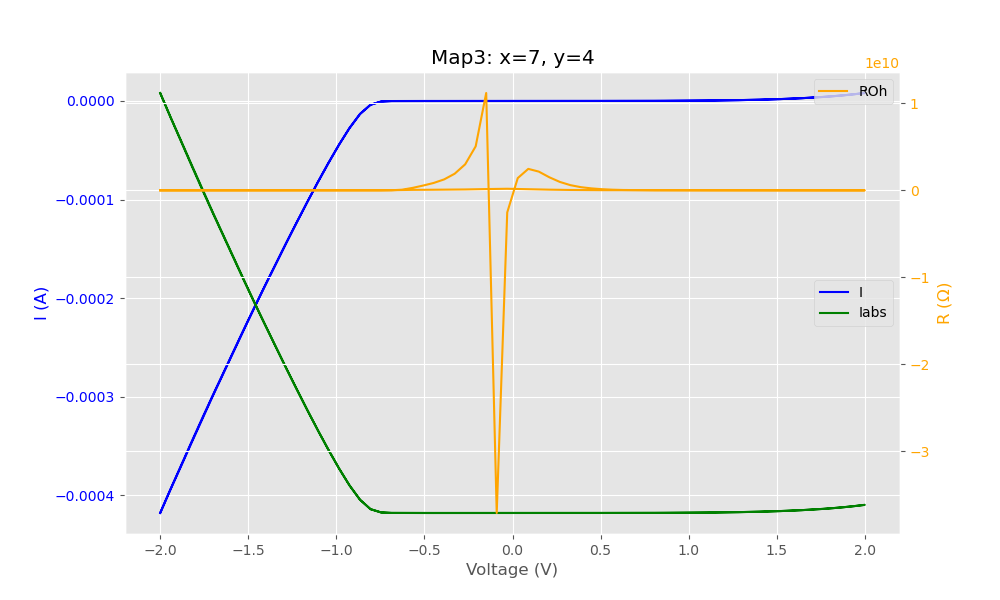 Map3: x=7, y=4
1e10
0.0000
−0.0001
−0.0002
−0.0003
−0.0004
I (A)
ROh
I
Iabs
1
0
−1
−2
−3
R (Ω)
−2.0 −1.5 −1.0 −0.5 0.0 0.5 1.0 1.5 2.0
Voltage (V)